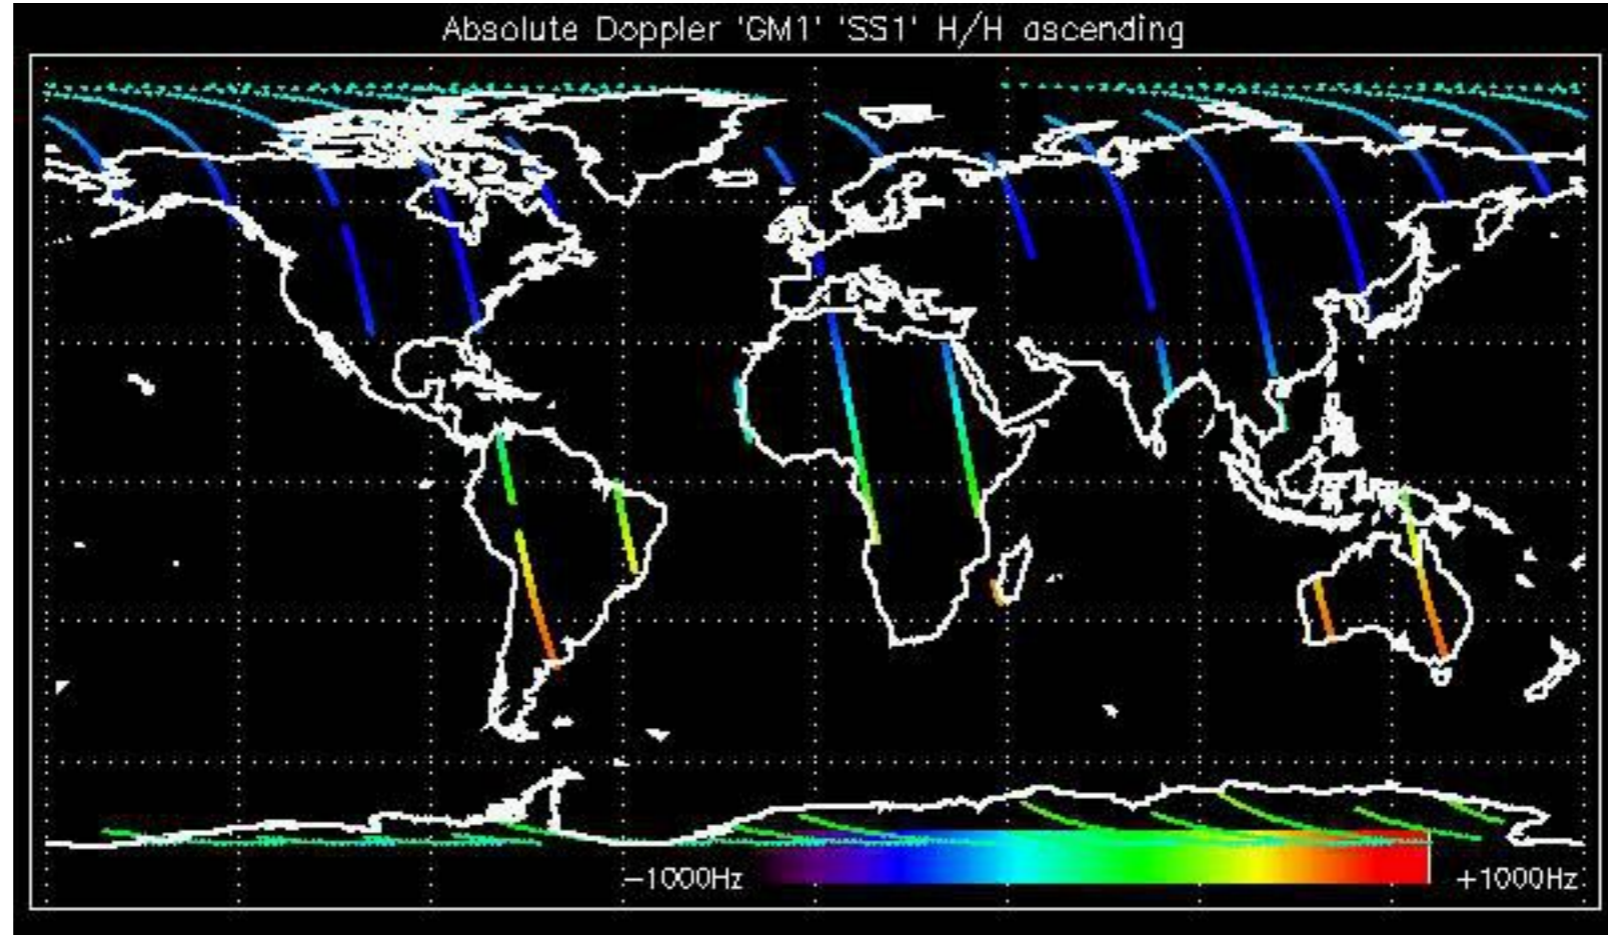 Absolute Doppler 'GM1' 'SS1' H/H ascending
−1000Hz +1000Hz